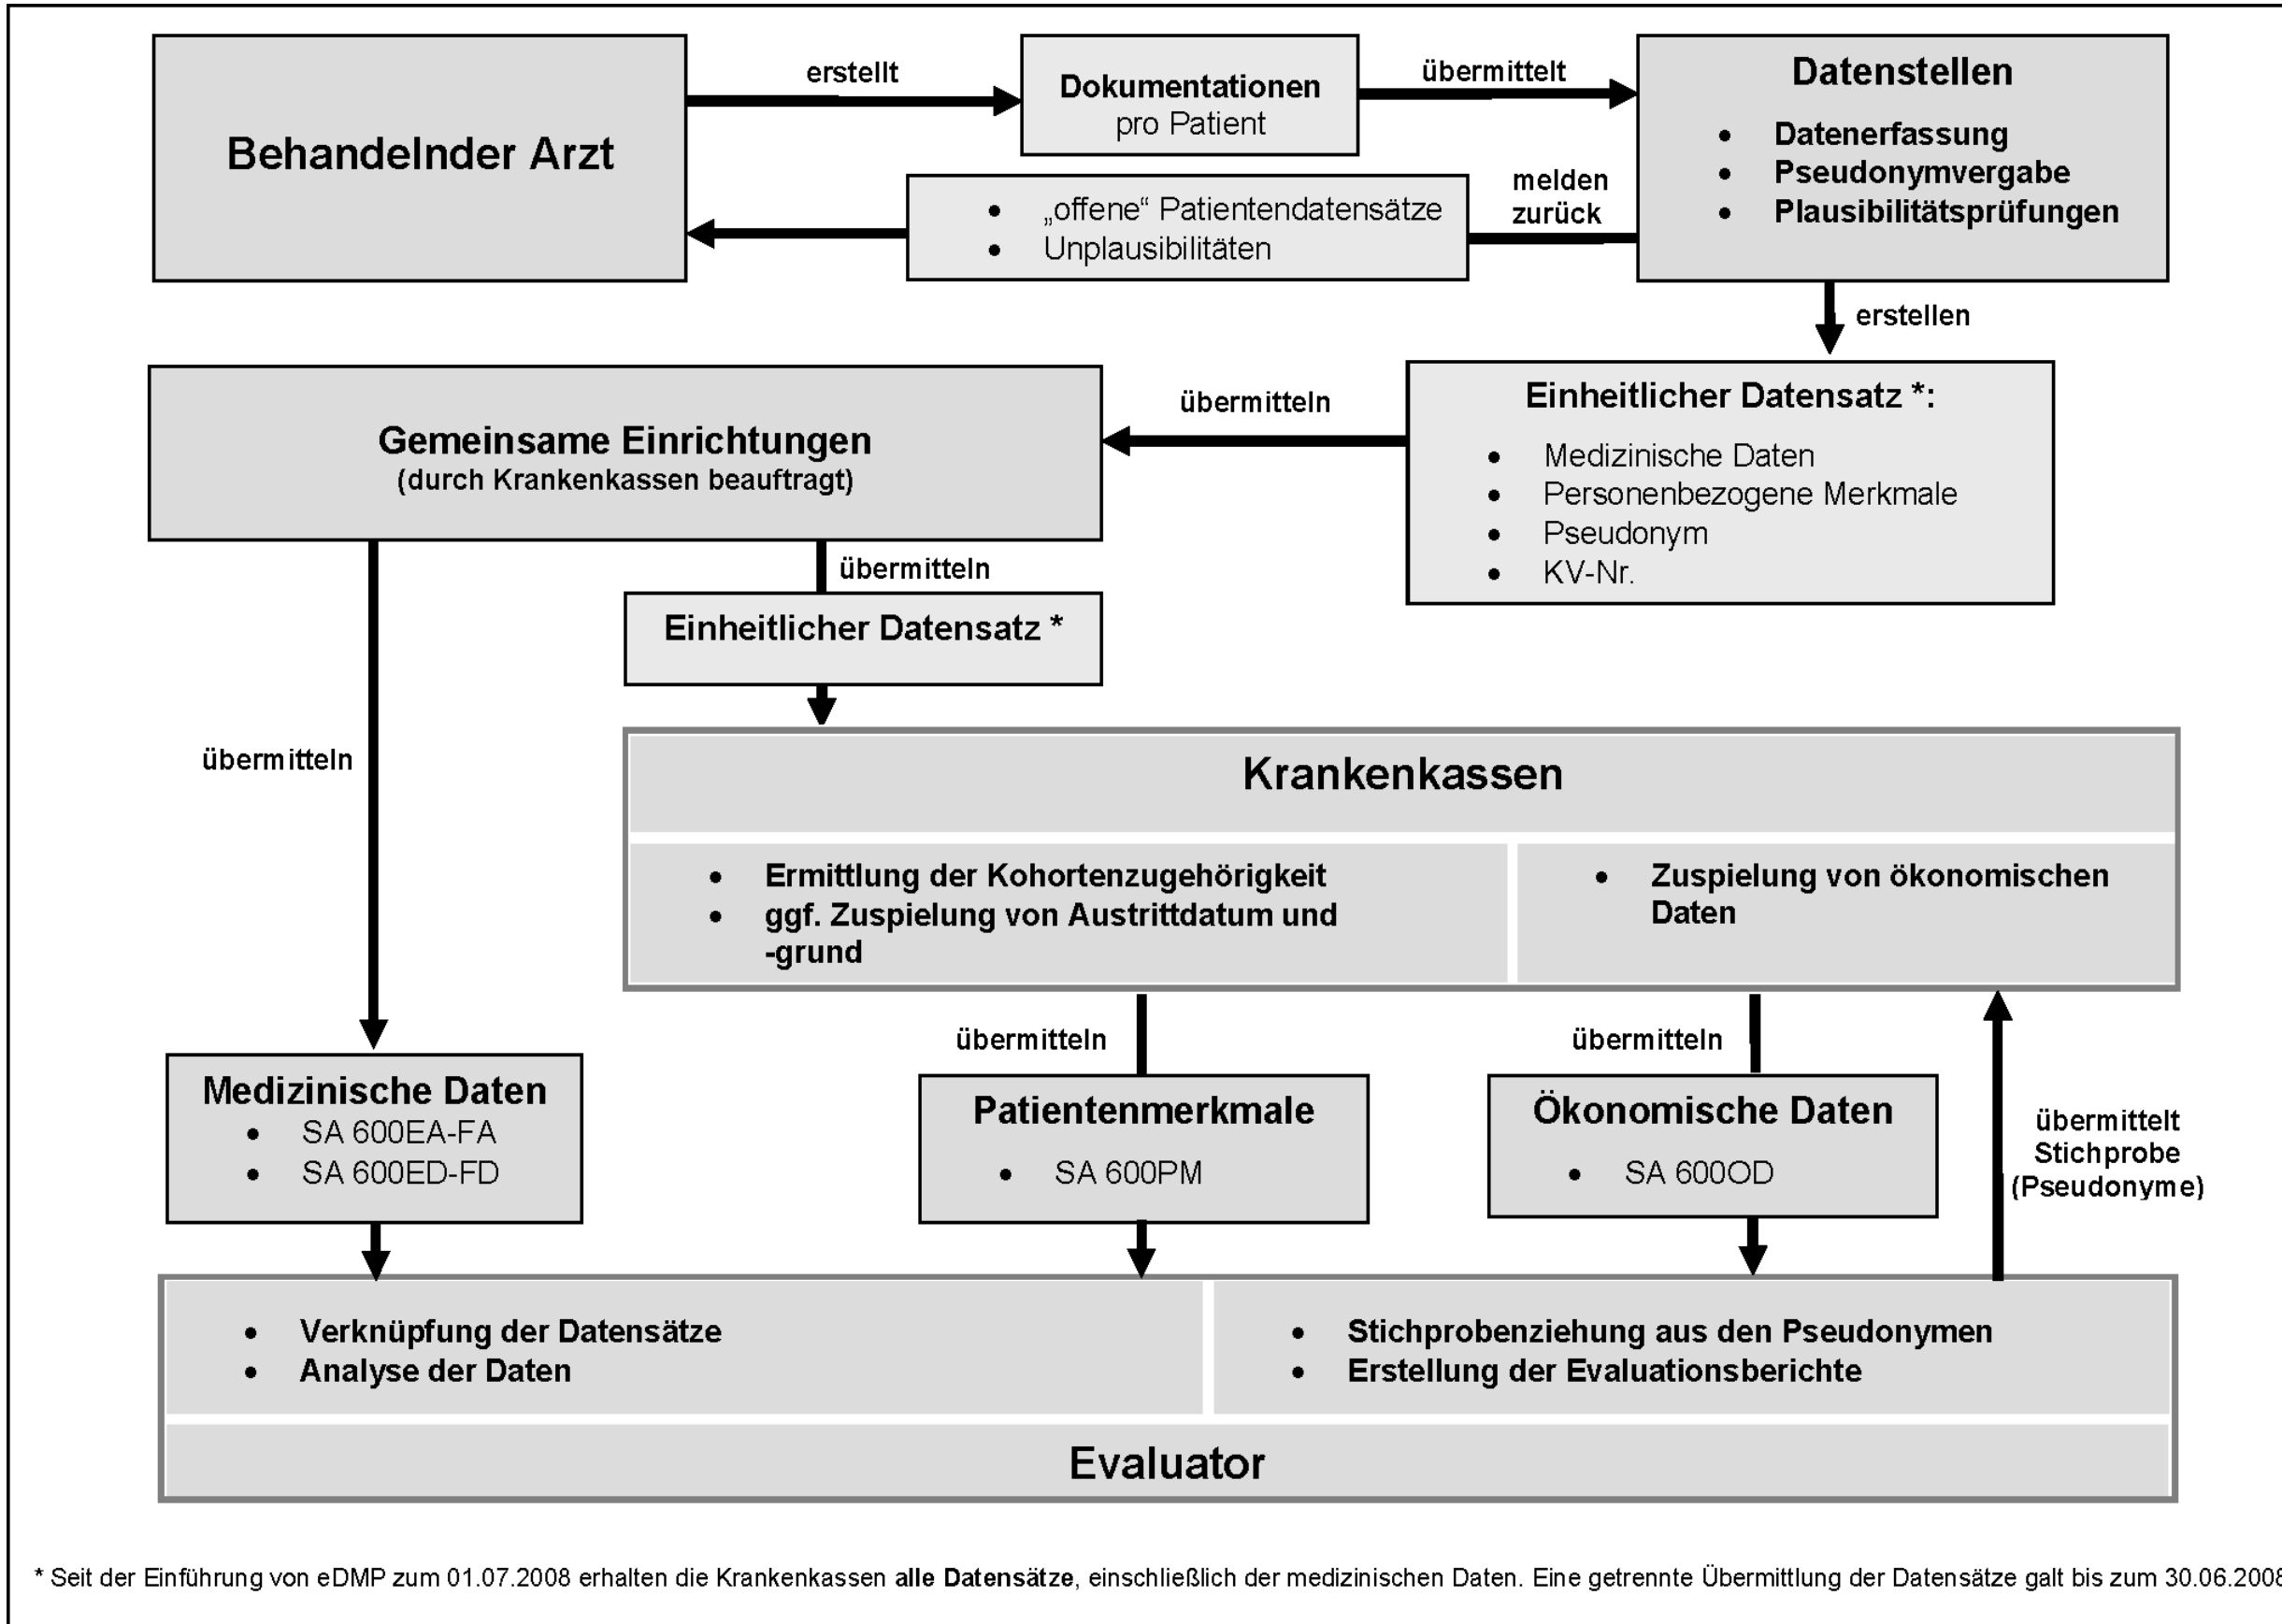 erstellt
Dokumentationen
pro Patient
übermittelt
Datenstellen
• Datenerfassung
• Pseudonymvergabe
• Plausibilitätsprüfungen
Behandelnder Arzt
• „offene“ Patientendatensätze
• Unplausibilitäten
melden
zurück
erstellen
Gemeinsame Einrichtungen
(durch Krankenkassen beauftragt)
übermitteln
Einheitlicher Datensatz *:
• Medizinische Daten
• Personenbezogene Merkmale
• Pseudonym
• KV-Nr.
übermitteln
Einheitlicher Datensatz *
übermitteln
Krankenkassen
• Ermittlung der Kohortenzugehörigkeit
• ggf. Zuspielung von Austrittdatum und
-grund
• Zuspielung von ökonomischen
Daten
übermitteln
übermitteln
Medizinische Daten
• SA 600EA-FA
• SA 600ED-FD
Patientenmerkmale
• SA 600PM
Ökonomische Daten
• SA 600OD
übermittelt
Stichprobe
(Pseudonyme)
• Verknüpfung der Datensätze
• Analyse der Daten
• Stichprobenziehung aus den Pseudonymen
• Erstellung der Evaluationsberichte
Evaluator
* Seit der Einführung von eDMP zum 01.07.2008 erhalten die Krankenkassen alle Datensätze, einschließlich der medizinischen Daten. Eine getrennte Übermittlung der Datensätze galt bis zum 30.06.2008